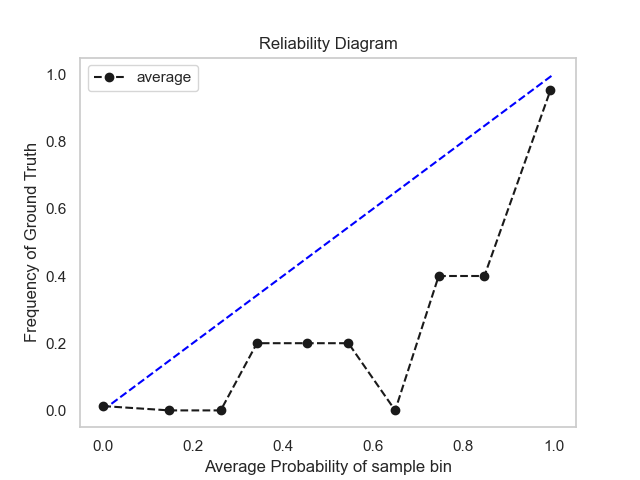 Reliability Diagram
average
Frequency of Ground Truth
1.0
0.8
0.6
0.4
0.2
0.0
0.0 0.2 0.4 0.6 0.8 1.0
Average Probability of sample bin